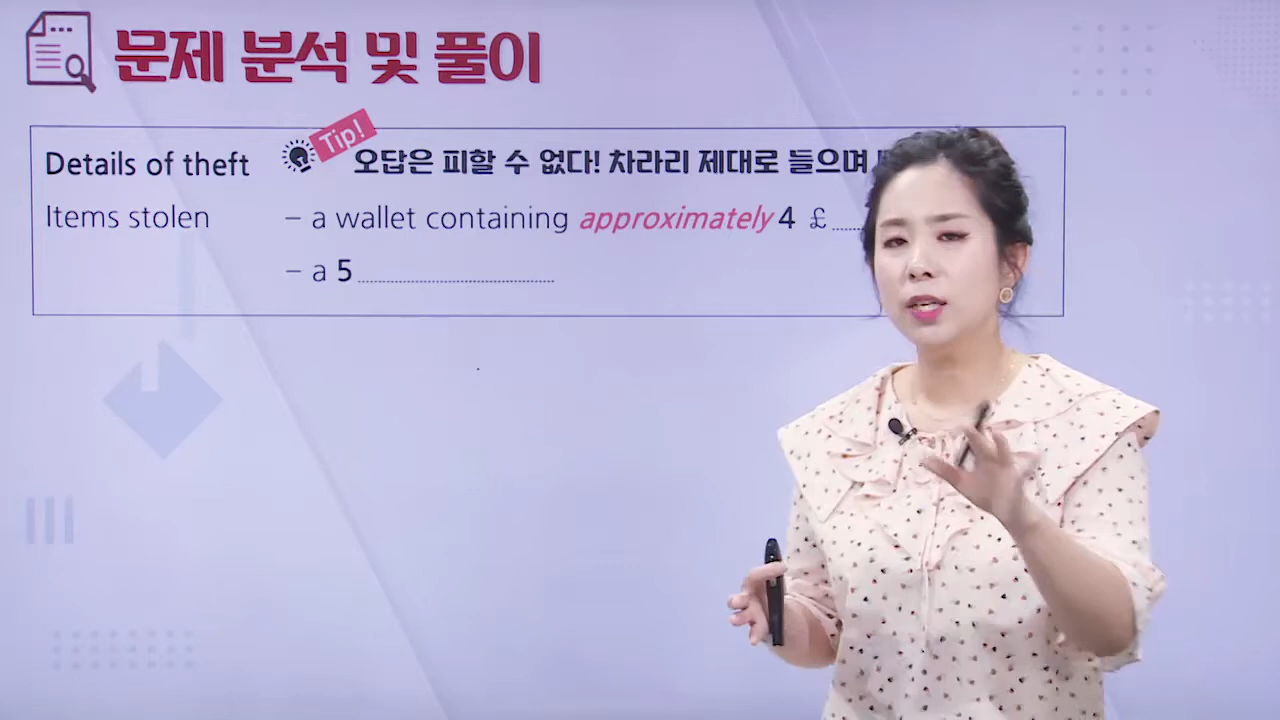 문제 분석 및 풀이
Tip!
Details of theft 오답은 피할 수 없다! 차라리 제대로 들으며
Items stolen – a wallet containing approximately 4 £..........
– a 5..............................